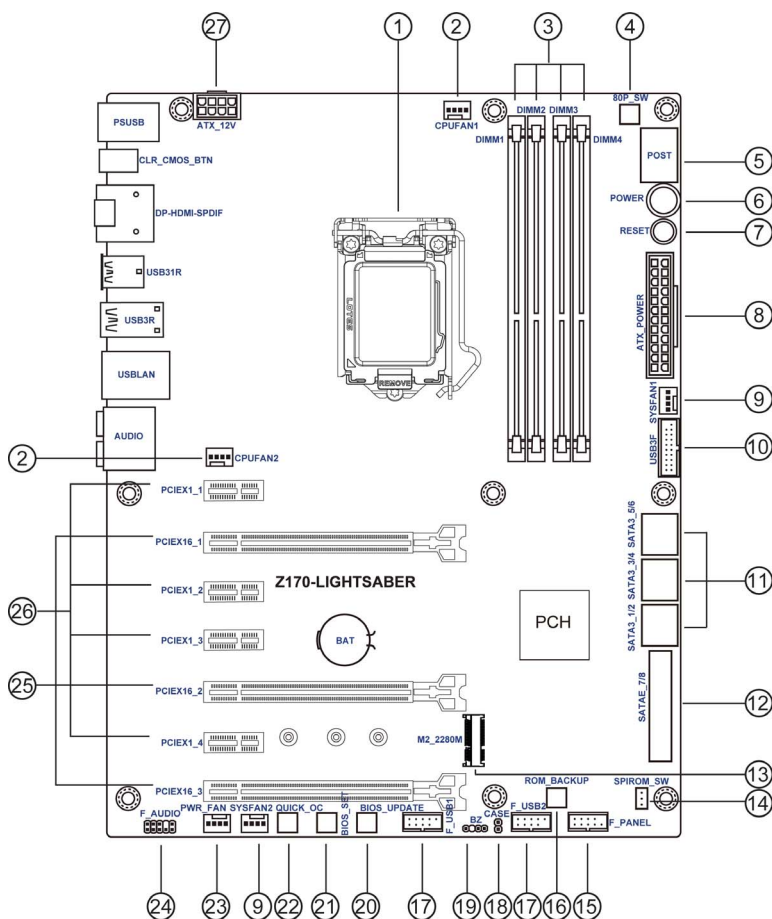 27
1
2
3
4
80P_SW
PSUSB
ATX_12V
CPUFAN1
DIMM2
DIMM3
DIMM1
DIMM4
POST
5
CLR_CMOS_BTN
POWER
6
DP-HDMI-SPDIF
RESET
7
USB31R
LOTES
ATX_POWER
8
USB3R
USBLAN
REMOVE
SYSFAN1
9
AUDIO
2
CPUFAN2
USB3F
10
PCIEX1_1
PCIEX16_1
SATA3_5/6
Z170-LIGHTSABER
SATA3_3/4
11
26
PCIEX1_2
PCH
SATA3_1/2
PCIEX1_3
BAT
25
PCIEX16_2
SATAE_7/8
12
PCIEX1_4
M2_2280M
13
PCIEX16_3
ROM_BACKUP
SPIROM_SW
14
F_AUDIO
PWR_FAN
SYSFAN2
QUICK_OC
BIOS_SET
BIOS_UPDATE
F_USB1
BZ
CASE
F_USB2
F_PANEL
24
23
9
22
21
20
17
19
18
17
16
15